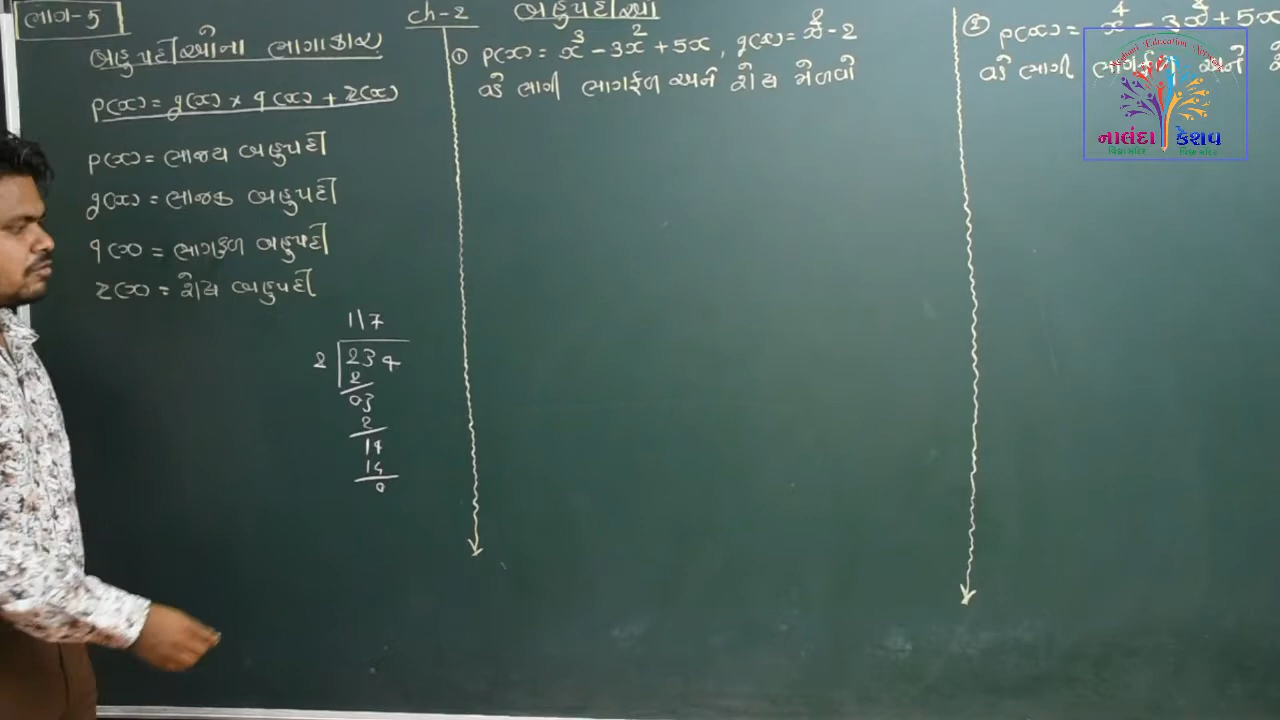 ભાગ-5
ch-2 બહુપદીઓ
બહુપદીઓના ભાગાકાર
p(x) = g(x) × q(x) + r(x)
p(x) = ભાજ્ય બહુપદી
g(x) = ભાજક બહુપદી
q(x) = ભાગફળ બહુપદી
r(x) = શેષ બહુપદી
117
2 234
2
03
2
14
14
0
① p(x) = x³ - 3x² + 5x, g(x) = x² - 2
વડે ભાગી ભાગફળ અને શેષ મેળવો
② p(x) = x⁴ - 3x² + 5x
વડે ભાગી ભાગફળ અને
નાલંદા કેશવ
વિદ્યામંદિર વિદ્યામંદિર